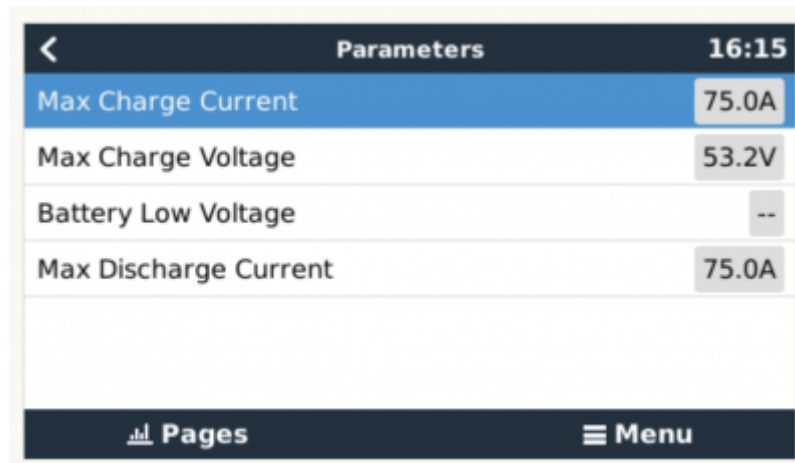 Parameters 16:15
Max Charge Current 75.0A
Max Charge Voltage 53.2V
Battery Low Voltage --
Max Discharge Current 75.0A
Pages Menu